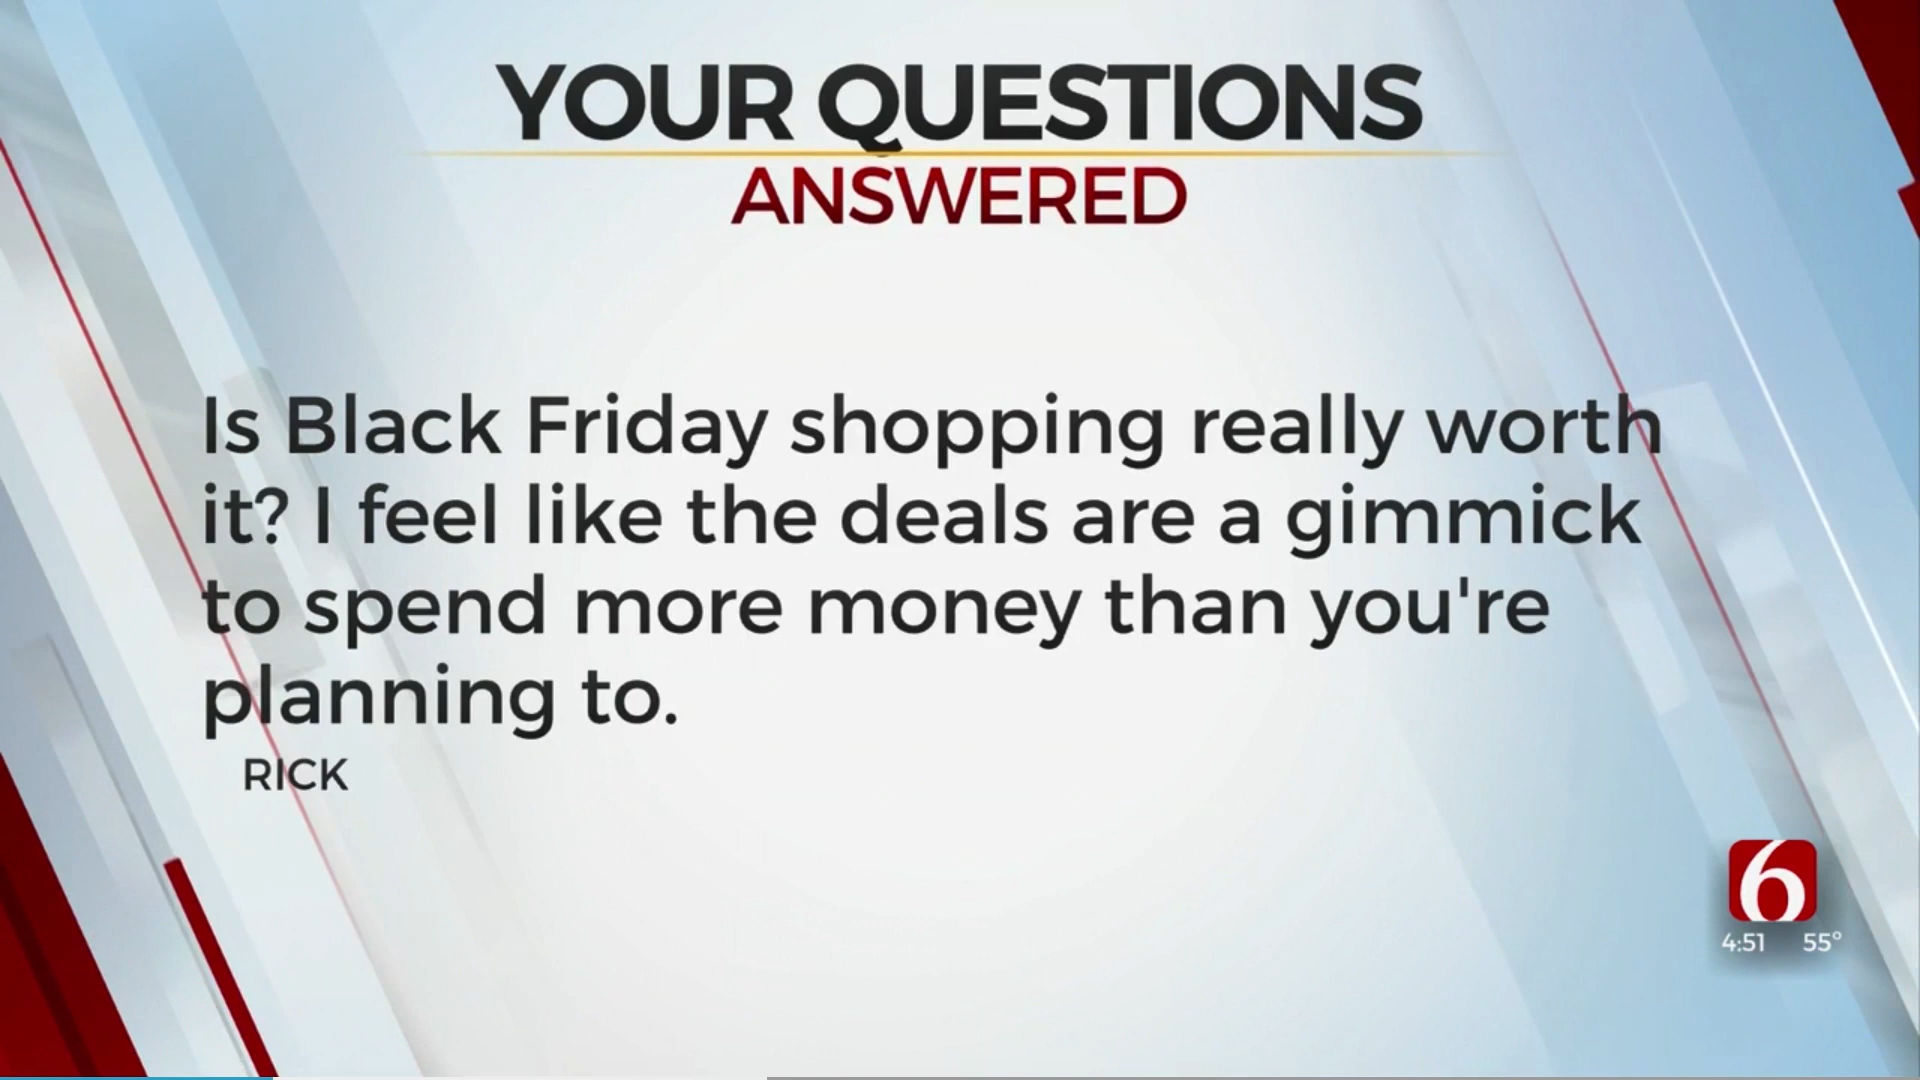 YOUR QUESTIONS
ANSWERED
Is Black Friday shopping really worth
it? I feel like the deals are a gimmick
to spend more money than you're
planning to.
RICK
6
4:51 55°